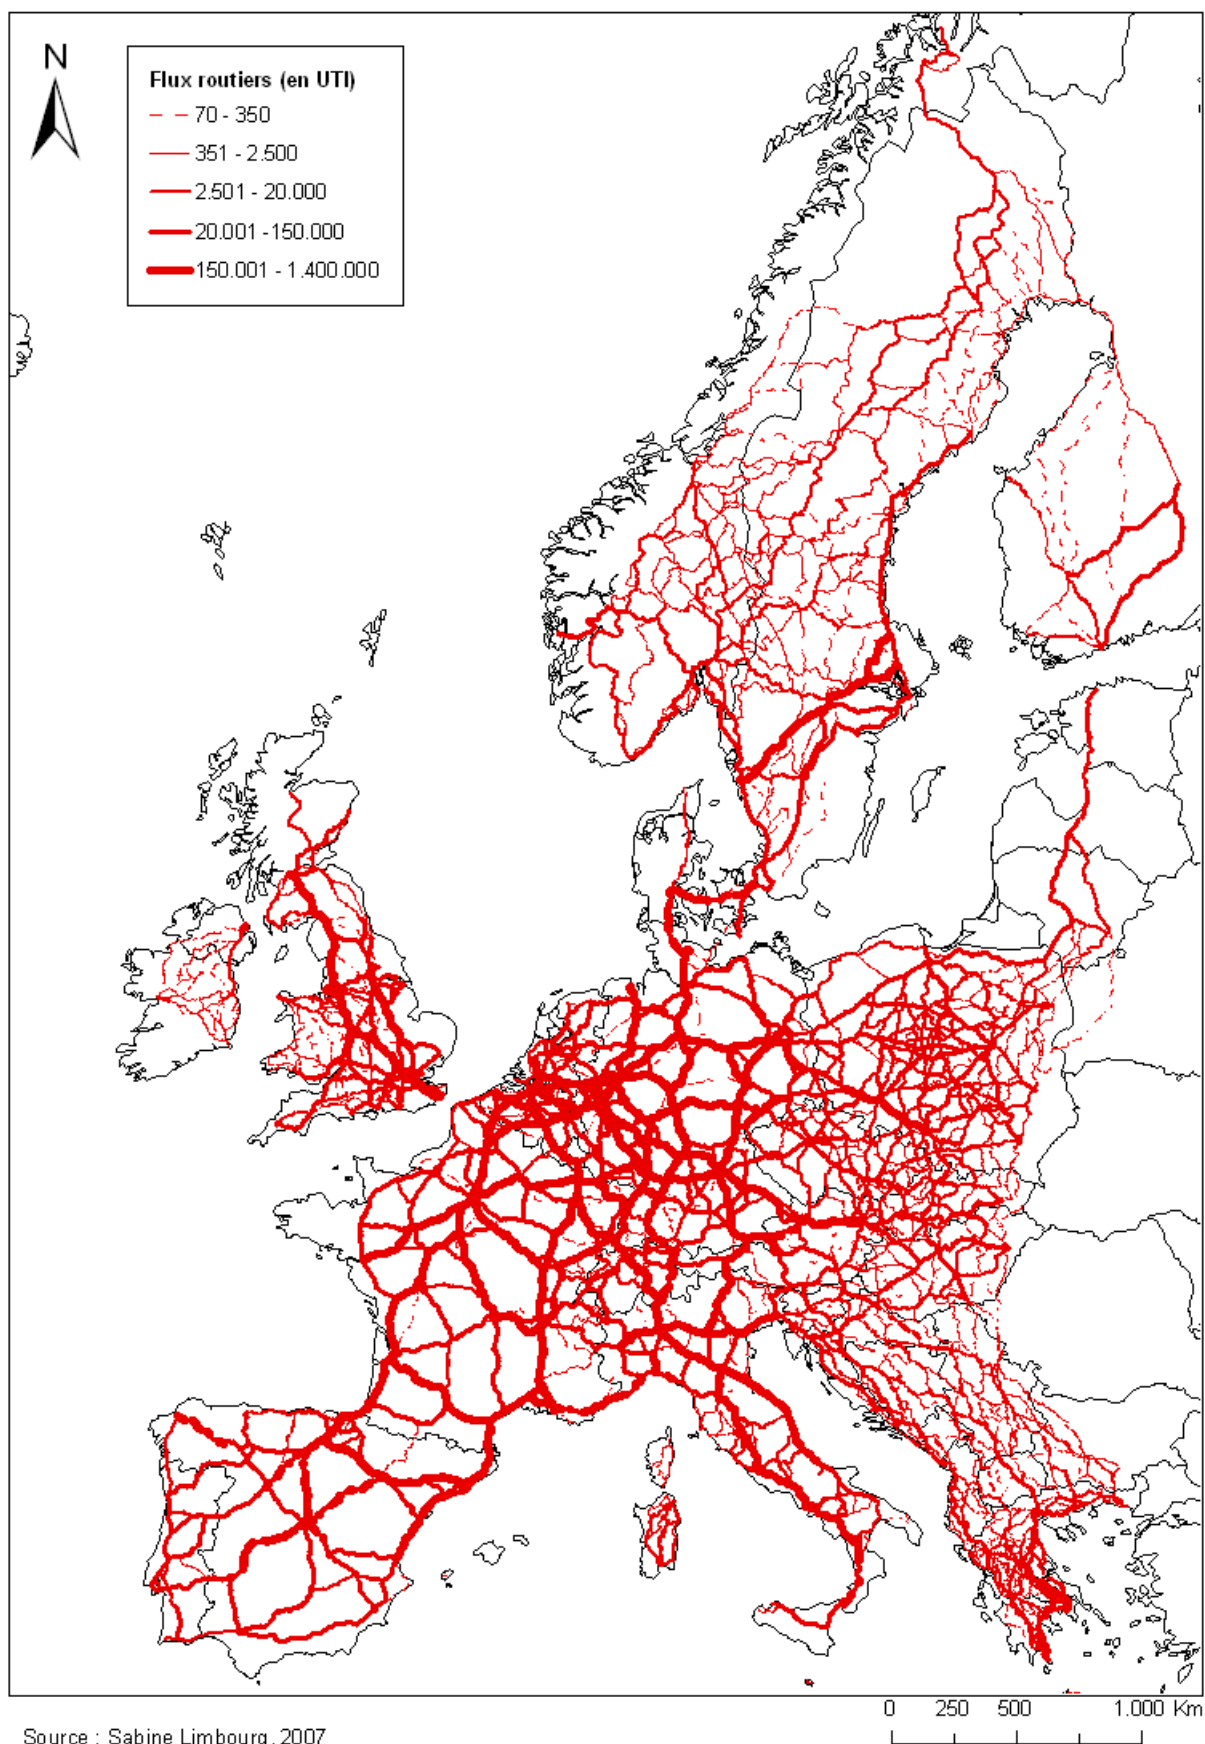 N
Flux routiers (en UTI)
70 - 350
351 - 2.500
2.501 - 20.000
20.001 -150.000
150.001 - 1.400.000
0 250 500 1.000 Km
Source : Sabine Limbourg, 2007